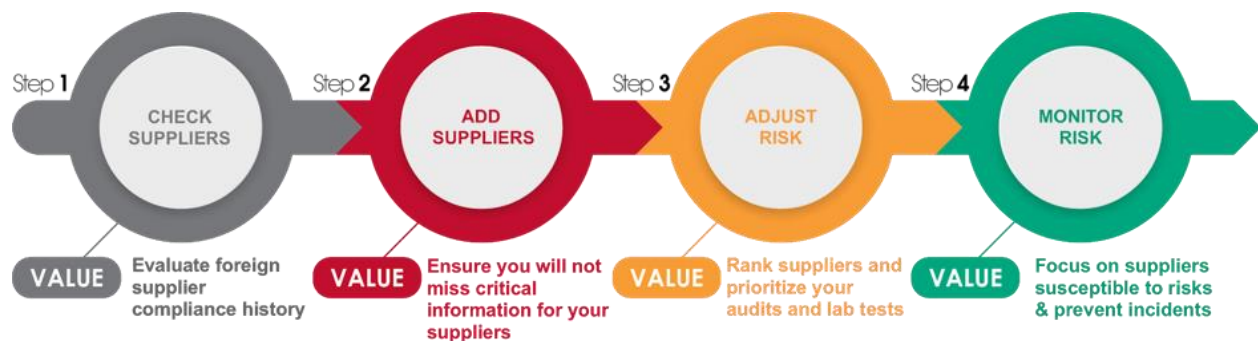 Step 1
CHECK
SUPPLIERS
VALUE
Evaluate foreign
supplier
compliance history
Step 2
ADD
SUPPLIERS
VALUE
Ensure you will not
miss critical
information for your
suppliers
Step 3
ADJUST
RISK
VALUE
Rank suppliers and
prioritize your
audits and lab tests
Step 4
MONITOR
RISK
VALUE
Focus on suppliers
susceptible to risks
& prevent incidents